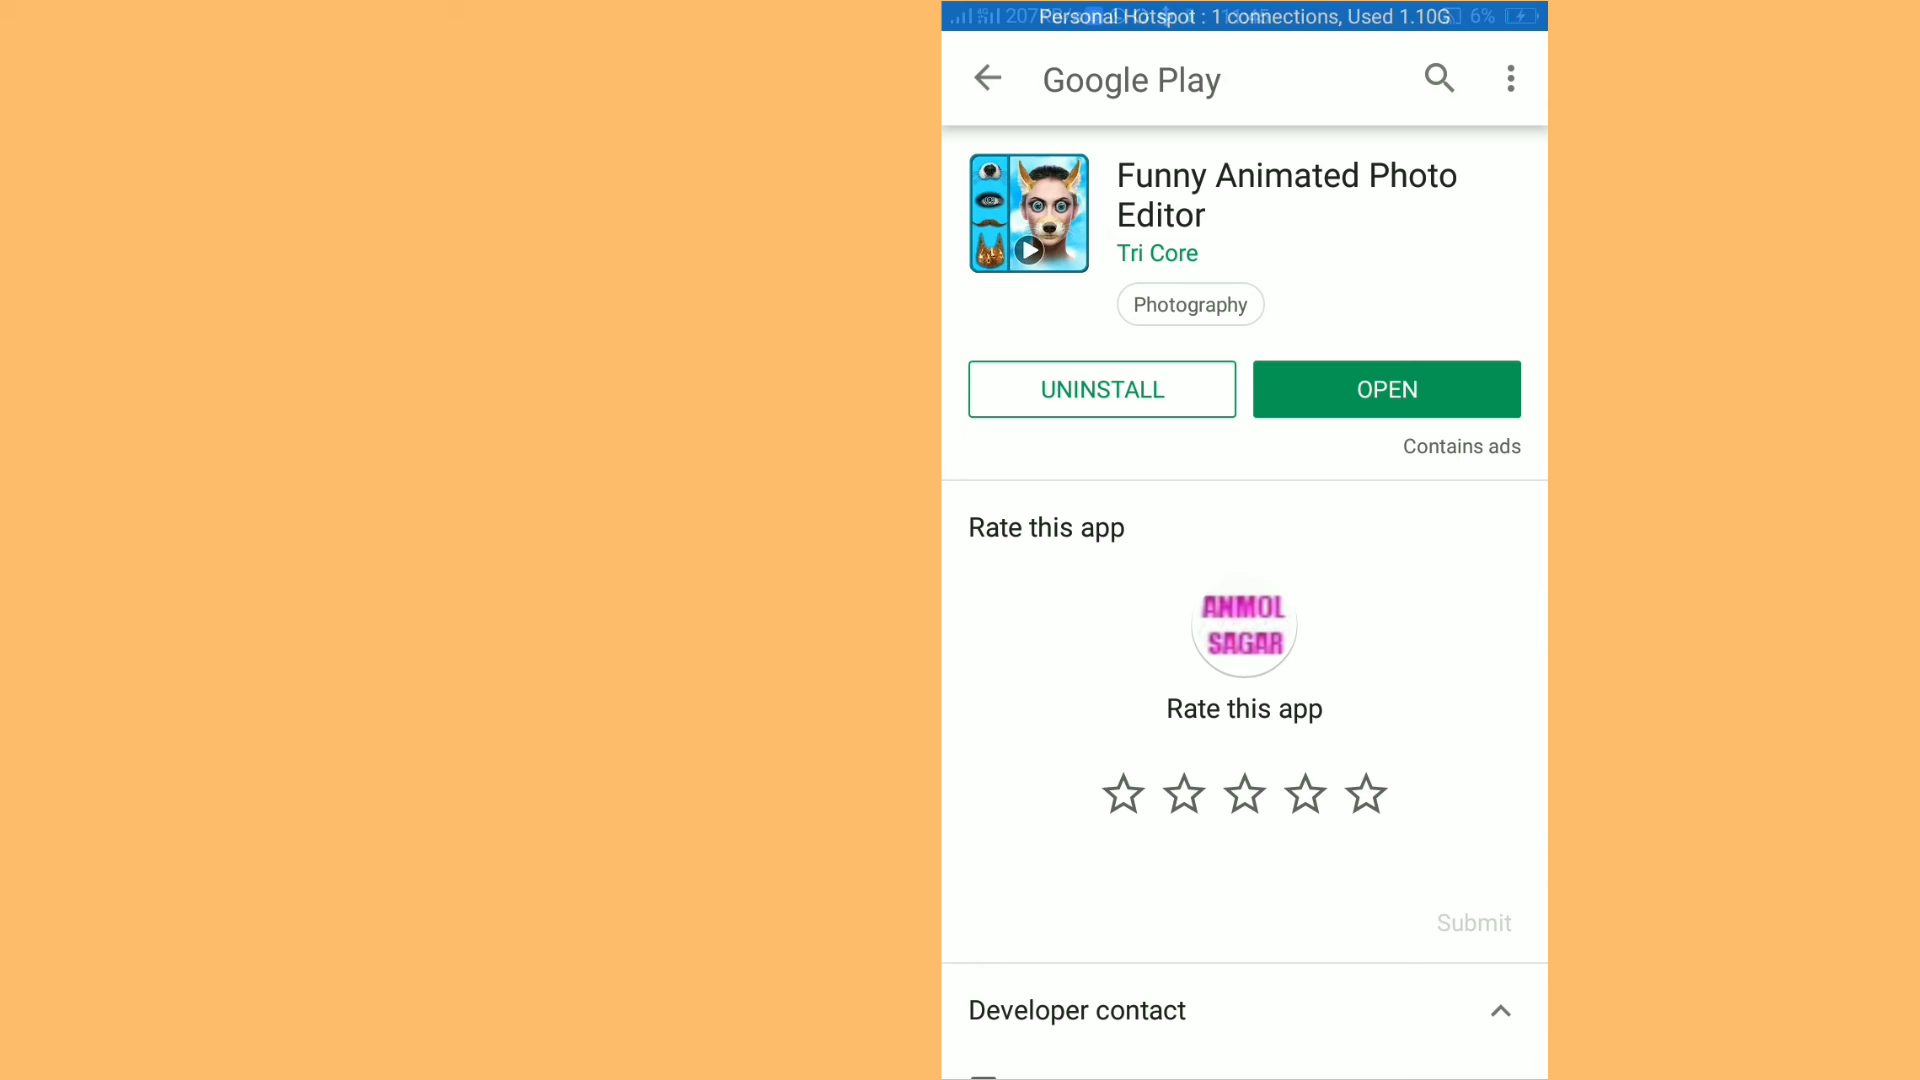 Personal Hotspot : 1 connections, Used 1.10G 6%
Google Play
Funny Animated Photo
Editor
Tri Core
Photography
UNINSTALL
OPEN
Contains ads
Rate this app
ANMOL
SAGAR
Rate this app
Submit
Developer contact